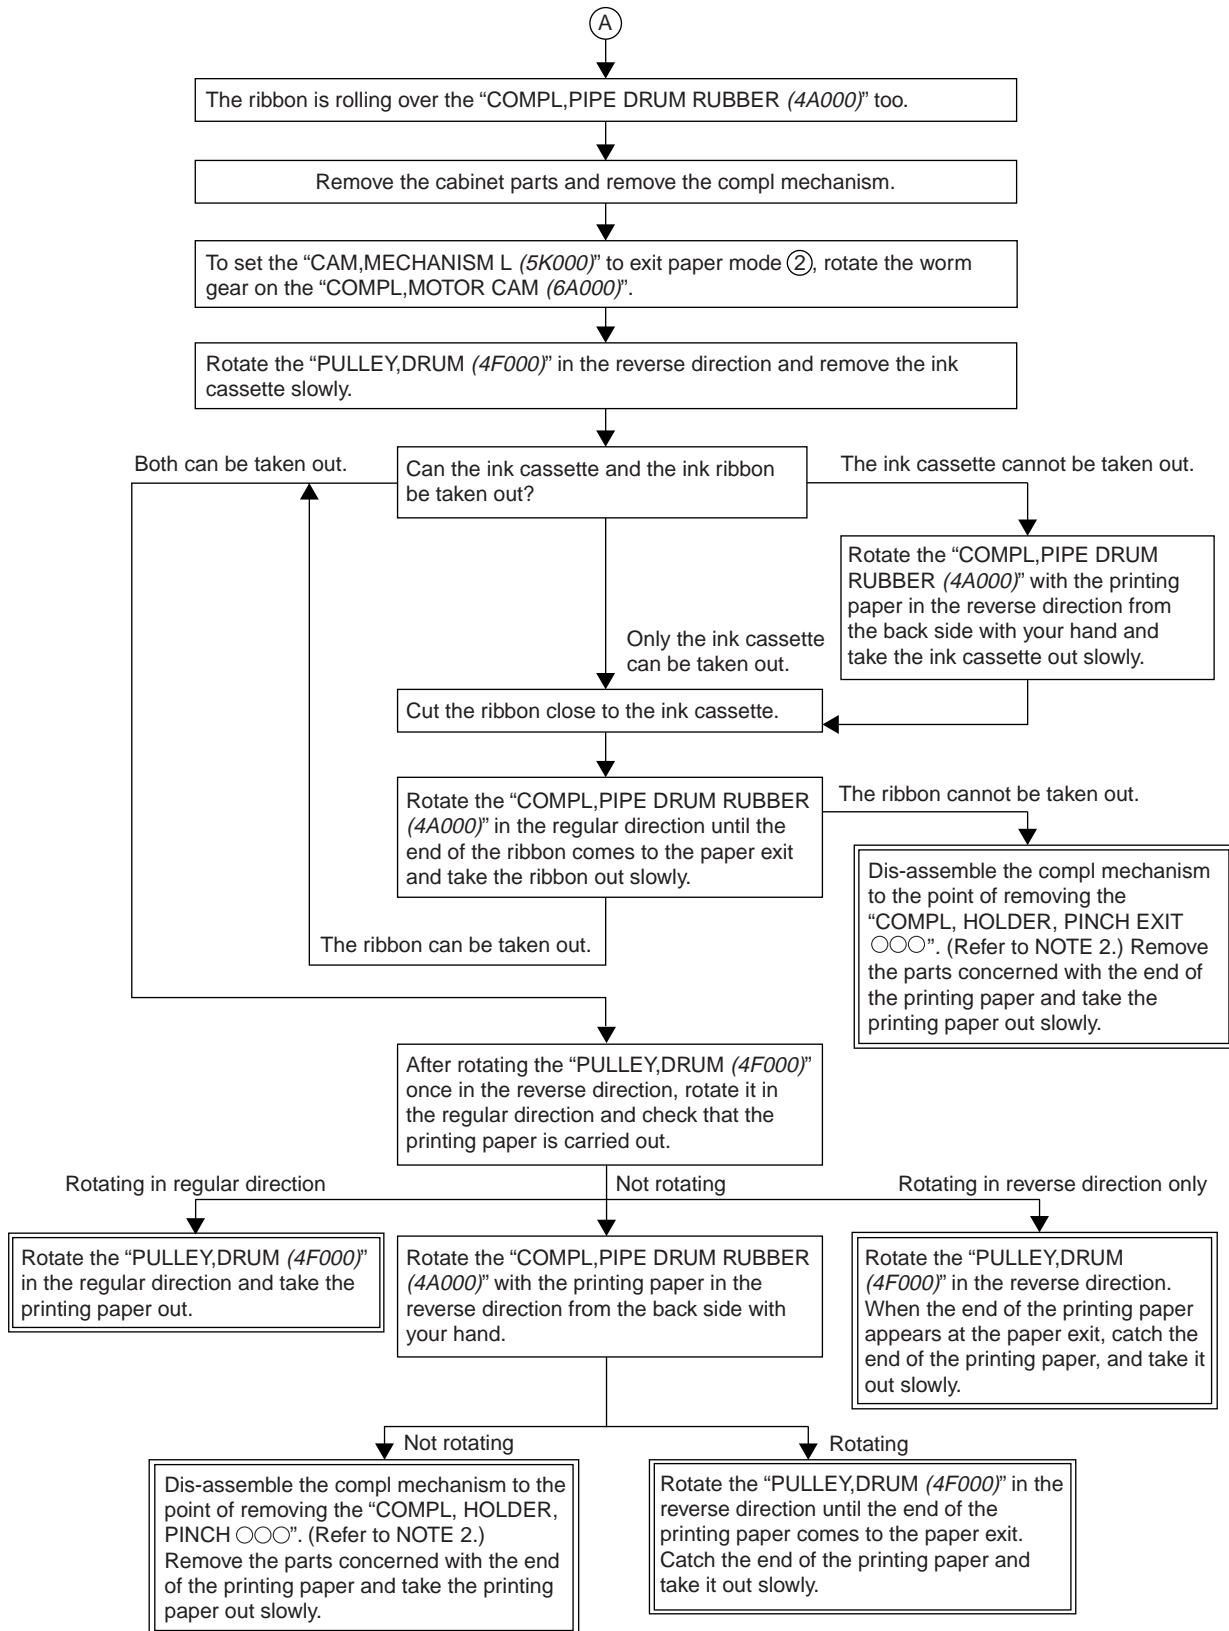 A
The ribbon is rolling over the “COMPL,PIPE DRUM RUBBER (4A000)” too.
Remove the cabinet parts and remove the compl mechanism.
To set the “CAM,MECHANISM L (5K000)” to exit paper mode ②, rotate the worm
gear on the “COMPL,MOTOR CAM (6A000)”.
Rotate the “PULLEY,DRUM (4F000)” in the reverse direction and remove the ink
cassette slowly.
Both can be taken out.
Can the ink cassette and the ink ribbon
be taken out?
The ink cassette cannot be taken out.
Rotate the “COMPL,PIPE DRUM
RUBBER (4A000)” with the printing
paper in the reverse direction from
the back side with your hand and
take the ink cassette out slowly.
Only the ink cassette
can be taken out.
Cut the ribbon close to the ink cassette.
Rotate the “COMPL,PIPE DRUM RUBBER
(4A000)” in the regular direction until the
end of the ribbon comes to the paper exit
and take the ribbon out slowly.
The ribbon cannot be taken out.
Dis-assemble the compl mechanism
to the point of removing the
“COMPL, HOLDER, PINCH EXIT
○○○”. (Refer to NOTE 2.) Remove
the parts concerned with the end of
the printing paper and take the
printing paper out slowly.
The ribbon can be taken out.
After rotating the “PULLEY,DRUM (4F000)”
once in the reverse direction, rotate it in
the regular direction and check that the
printing paper is carried out.
Rotating in regular direction
Not rotating
Rotating in reverse direction only
Rotate the “PULLEY,DRUM (4F000)”
in the regular direction and take the
printing paper out.
Rotate the “COMPL,PIPE DRUM RUBBER
(4A000)” with the printing paper in the
reverse direction from the back side with
your hand.
Rotate the “PULLEY,DRUM
(4F000)” in the reverse direction.
When the end of the printing paper
appears at the paper exit, catch the
end of the printing paper, and take it
out slowly.
Not rotating
Rotating
Dis-assemble the compl mechanism to the
point of removing the “COMPL, HOLDER,
PINCH ○○○”. (Refer to NOTE 2.)
Remove the parts concerned with the end
of the printing paper and take the printing
paper out slowly.
Rotate the “PULLEY,DRUM (4F000)” in the
reverse direction until the end of the
printing paper comes to the paper exit.
Catch the end of the printing paper and
take it out slowly.